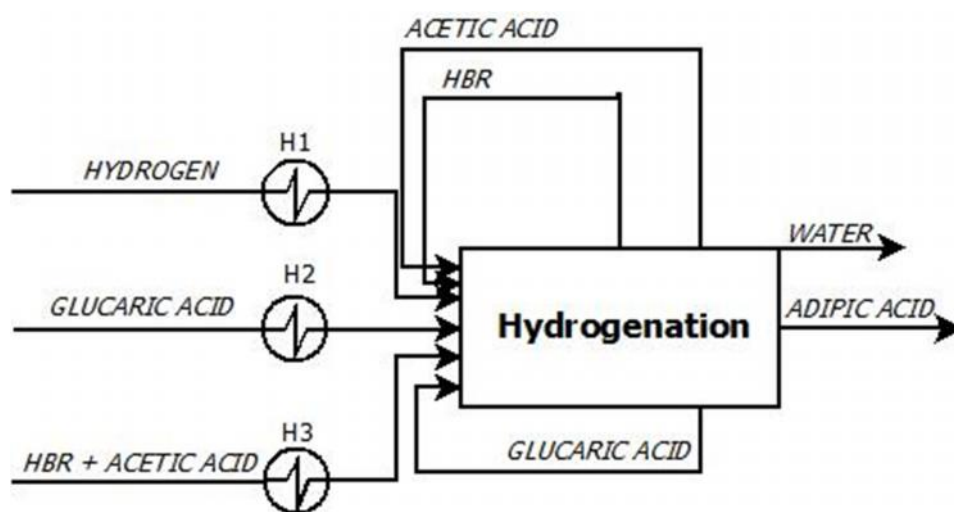 ACETIC ACID
HBR
H1
HYDROGEN
WATER
H2
GLUCARIC ACID
ADIPIC ACID
Hydrogenation
H3
GLUCARIC ACID
HBR + ACETIC ACID